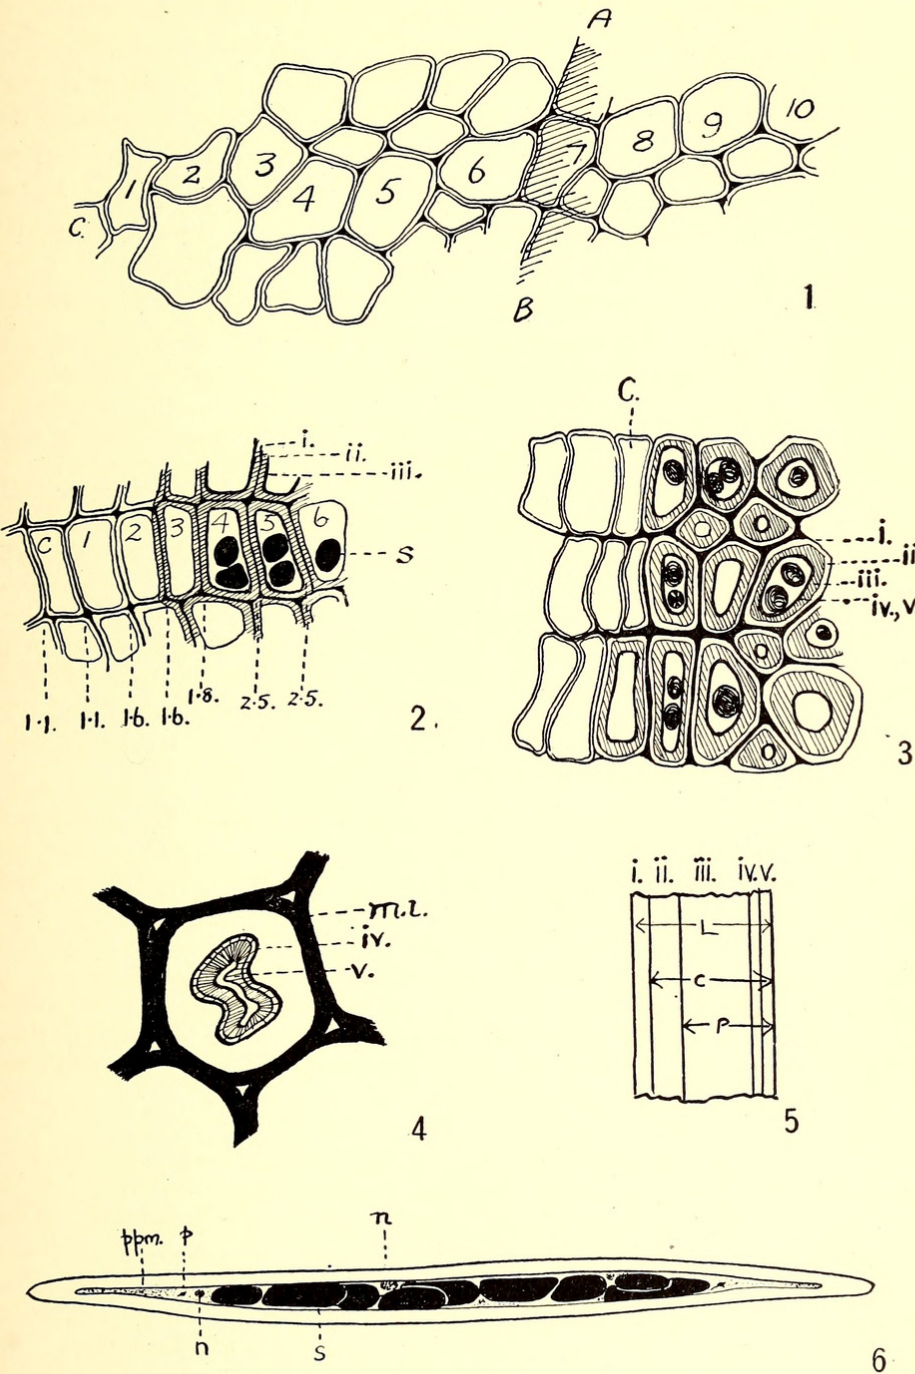 A
10
9
8
7
6
5
4
3
2
1
C.
B
1
C.
i.
ii.
iii.
C 1 2 3 4 5 6
s
1·1. 1·1. 1·6. 1·6. 1·8. 2·5. 2·5.
2.
i.
ii
iii.
iv., v
3
m.l.
iv.
v.
4
i. ii. iii. iv. v.
L
C
P
5
ppm. p n
n s
6